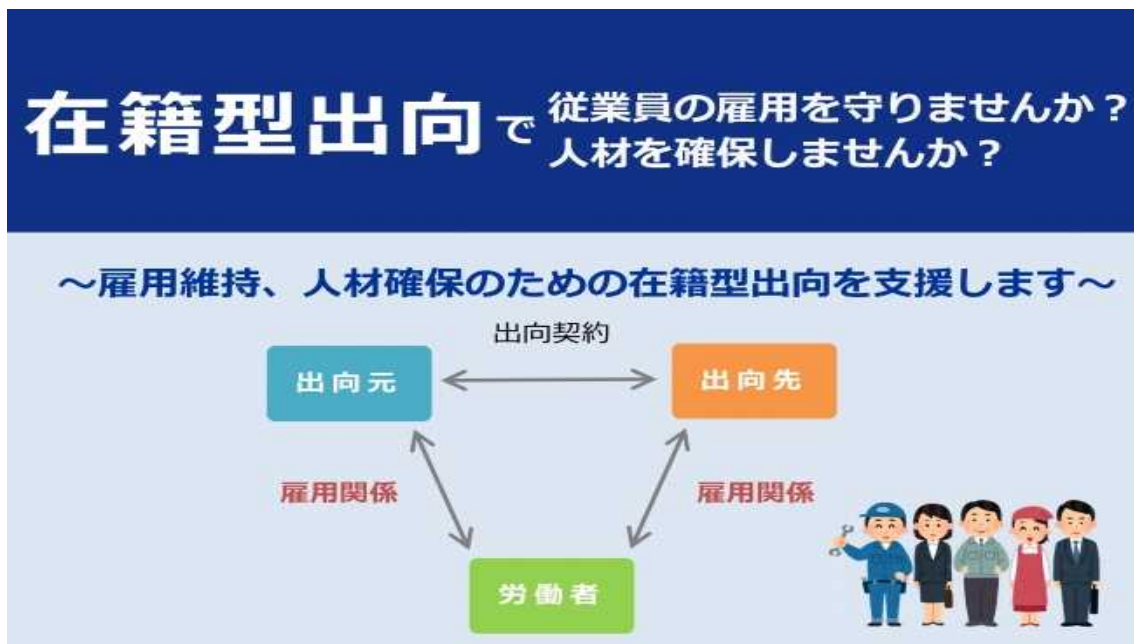 在籍型出向で
従業員の雇用を守りませんか？
人材を確保しませんか？
～雇用維持、人材確保のための在籍型出向を支援します～
出向契約
出向元
出向先
雇用関係
雇用関係
労働者